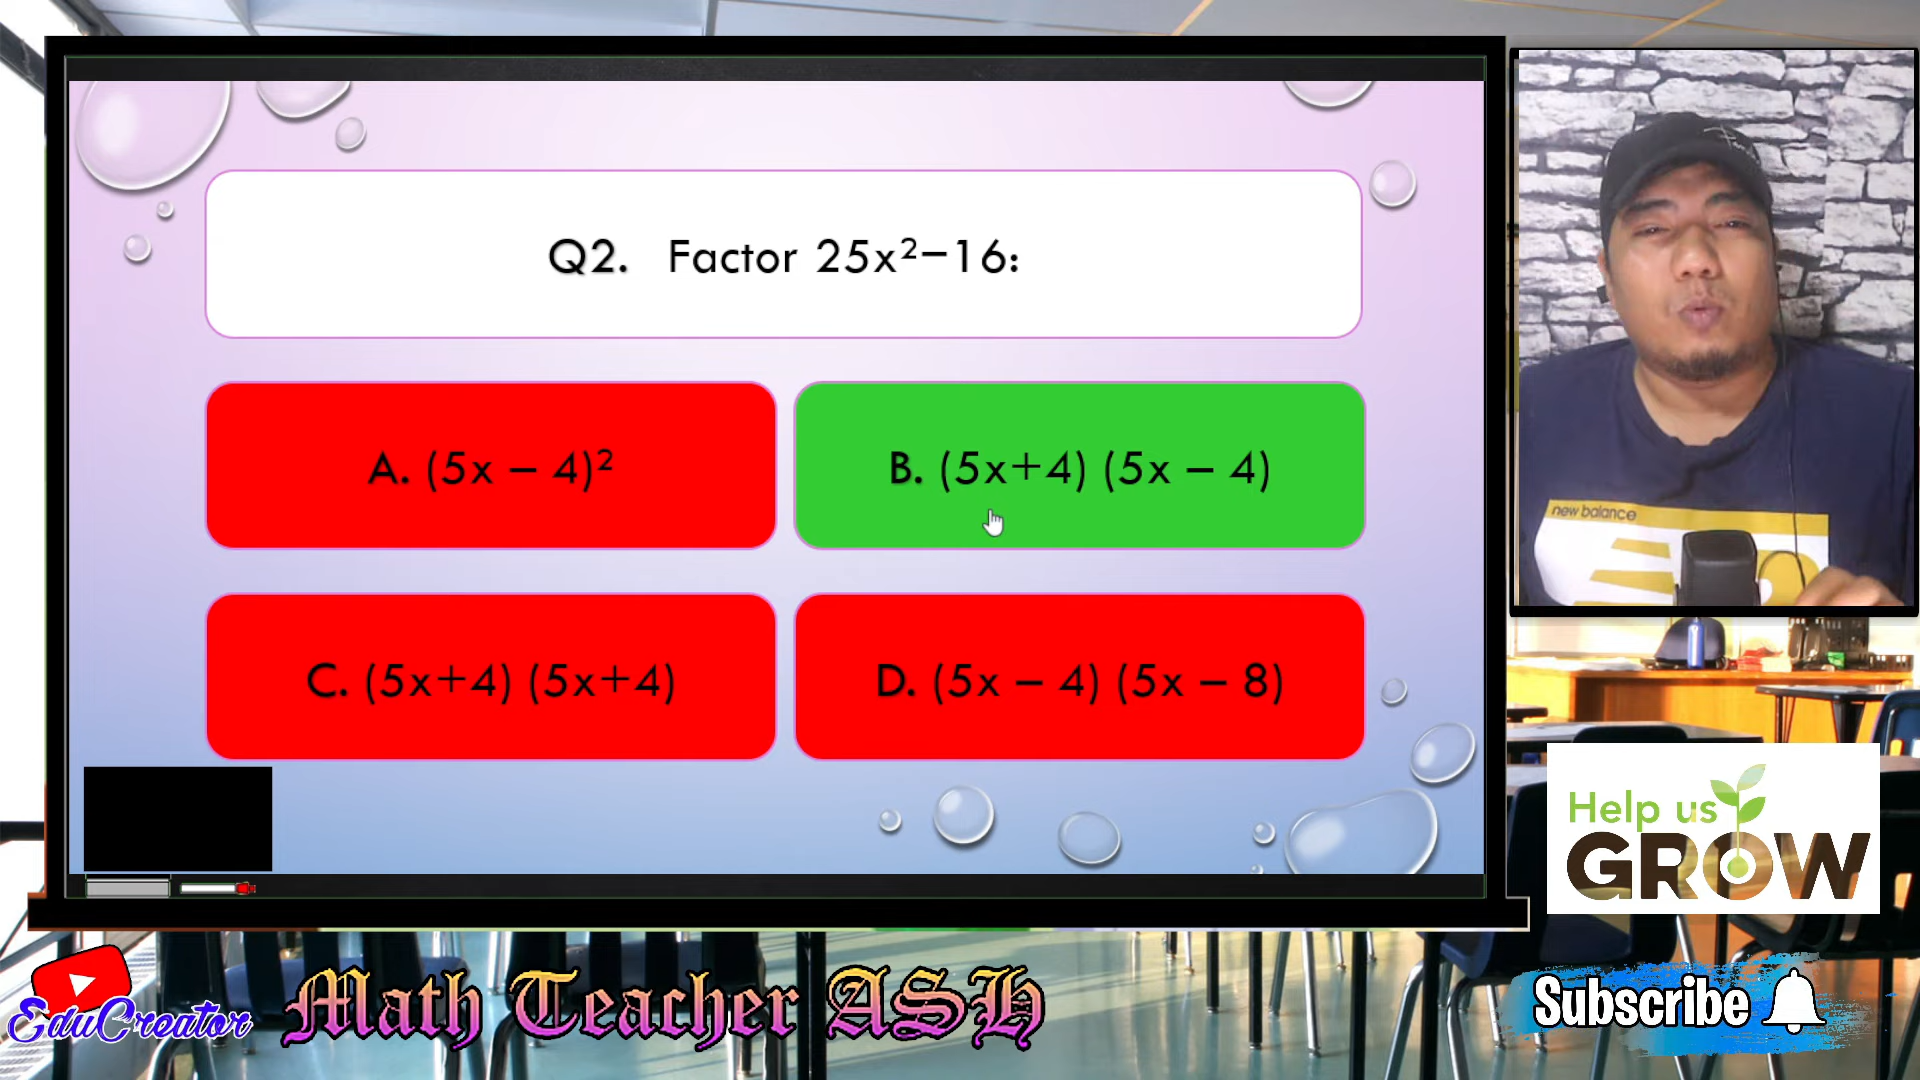 Q2. Factor 25x²−16:
A. (5x − 4)²
B. (5x+4) (5x − 4)
C. (5x+4) (5x+4)
D. (5x − 4) (5x − 8)
new balance
Help us
GROW
EduCreator
Math Teacher ASH
Subscribe